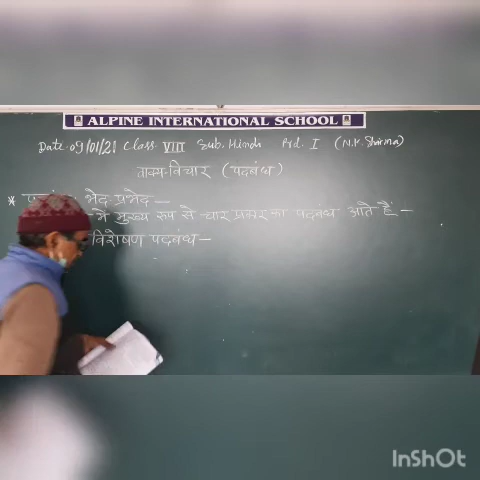 ALPINE INTERNATIONAL SCHOOL
Date. 09/01/21 Class. VIII Sub. Hindi Prd. I (N.K. Sharma)
वाक्य-विचार (पदबंध)
* भेद प्रभेद –
में मुख्य रूप से चार प्रकार का पदबंध आते हैं –
विशेषण पदबंध –
InShOt